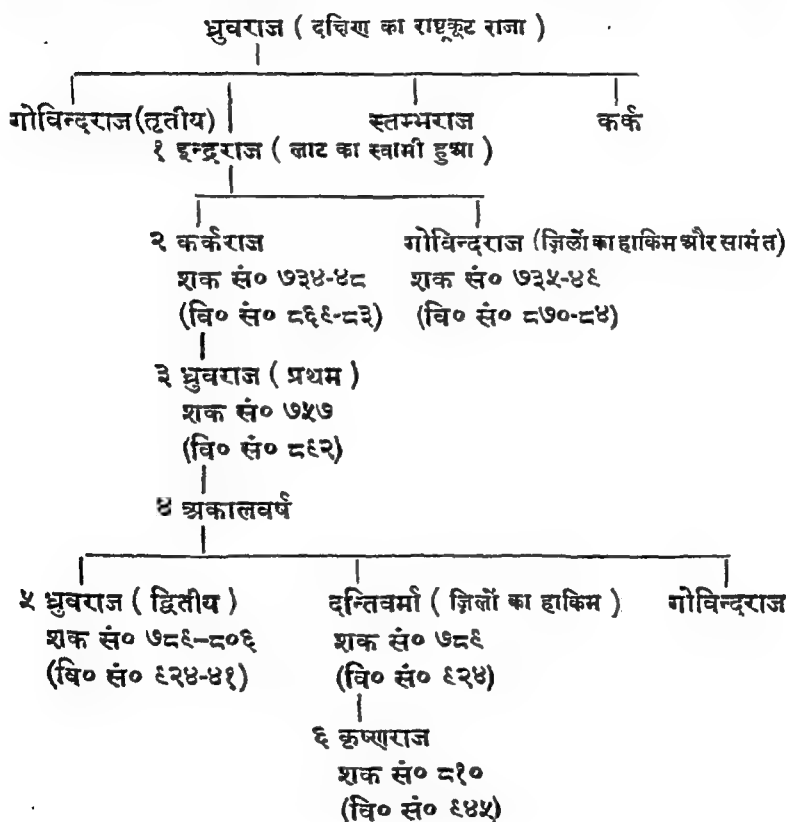 ध्रुवराज ( दक्षिण का राष्ट्रकूट राजा )
गोविन्दराज (तृतीय) स्तम्भराज कर्क
१ इन्द्रराज ( लाट का स्वामी हुआ )
२ कर्कराज गोविन्दराज (ज़िलों का हाकिम और सामंत)
शक सं० ७३४-४८ शक सं० ७३५-४९
(वि० सं० ८६९-८३) (वि० सं० ८७०-८४)
३ ध्रुवराज ( प्रथम )
शक सं० ७५७
(वि० सं० ८९२)
४ अकालवर्ष
५ ध्रुवराज ( द्वितीय ) दन्तिवर्मा ( ज़िलों का हाकिम ) गोविन्दराज
शक सं० ७८९–८०६ शक सं० ७८९
(वि० सं० ९२४-४१) (वि० सं० ९२४)
६ कृष्णराज
शक सं० ८१०
(वि० सं० ९४५)